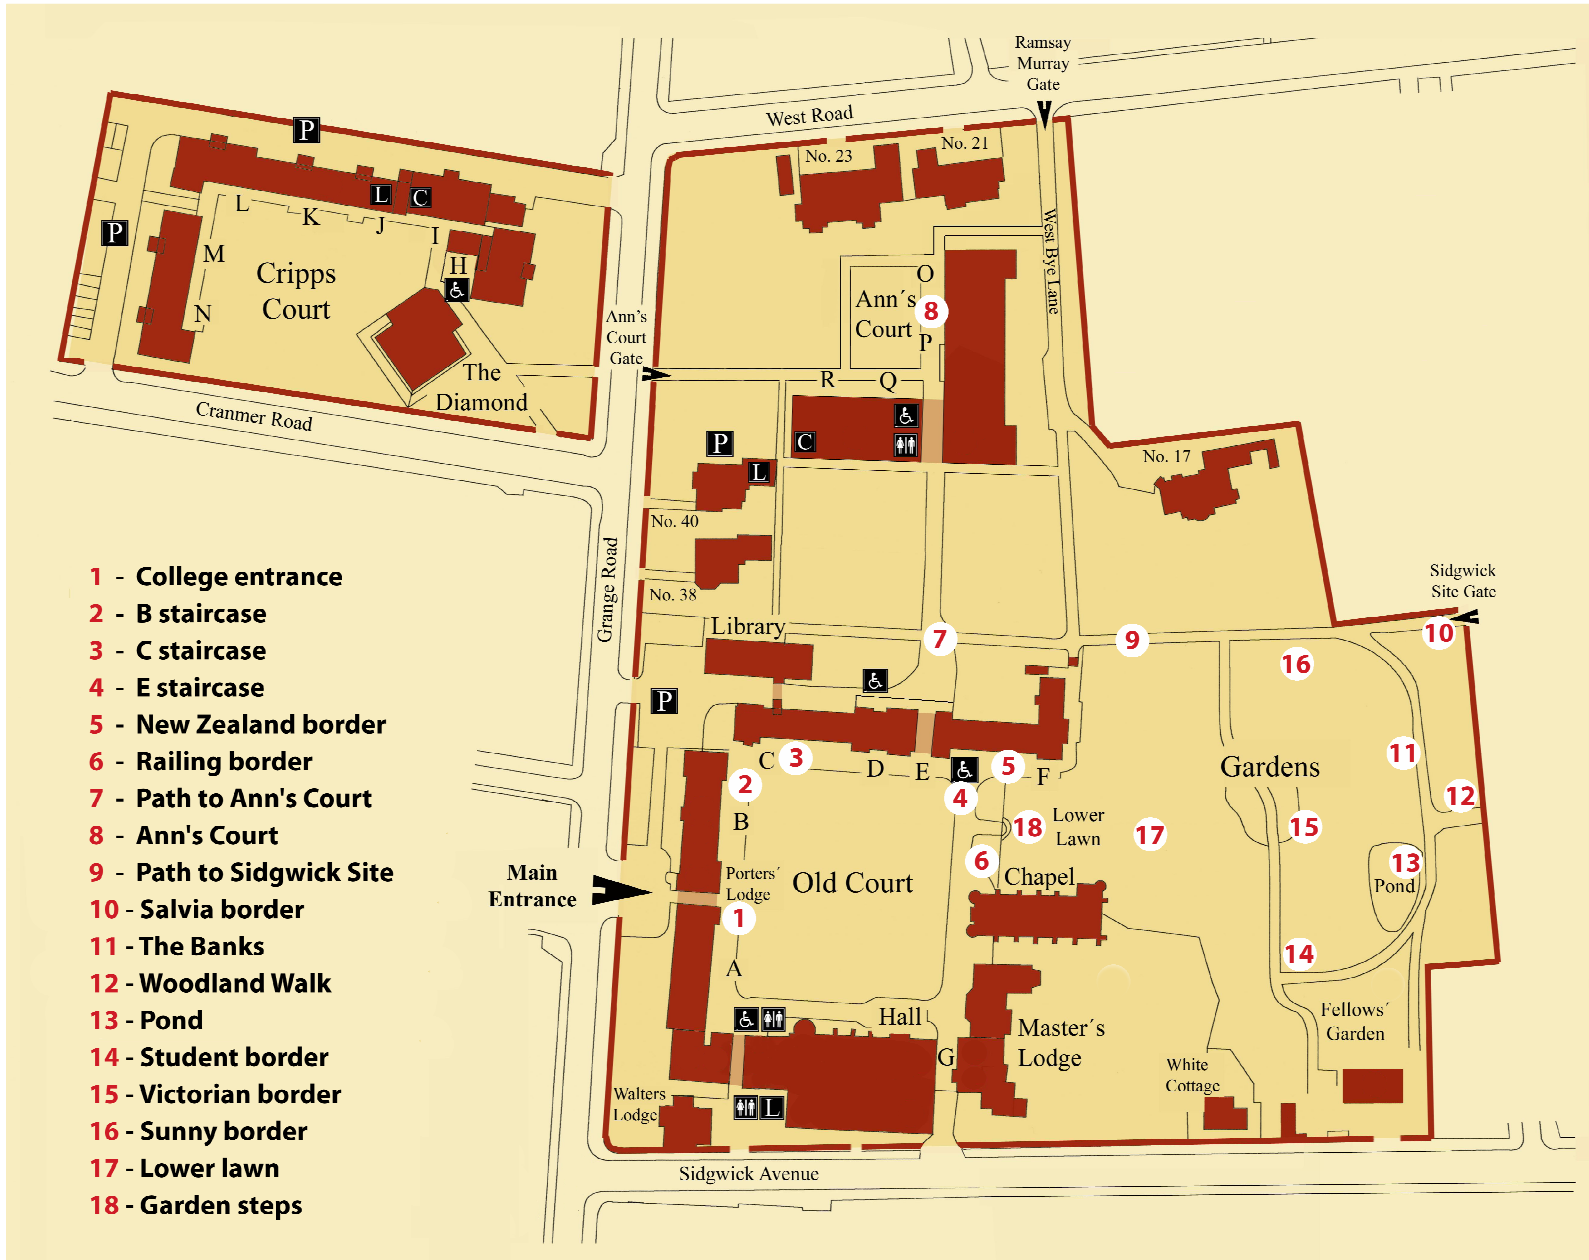 Ramsay
Murray
Gate
West Road
P
No. 23
No. 21
L
C
P
L
K
J
I
M
H
N
Cripps
Court
West Bye Lane
O
Ann´s
Court
8
P
Ann's
Court
Gate
The
Diamond
R
Q
Cranmer Road
C
P
L
No. 17
No. 40
Grange Road
No. 38
Sidgwick
Site Gate
10
Library
7
9
16
P
C
3
D
E
5
F
2
4
B
Gardens
11
12
18
Lower
Lawn
17
15
6
Chapel
13
Pond
Main
Entrance
Porters´
Lodge
Old Court
1
A
14
Hall
G
Master´s
Lodge
Fellows´
Garden
White
Cottage
Walters
Lodge
L
Sidgwick Avenue
1 - College entrance
2 - B staircase
3 - C staircase
4 - E staircase
5 - New Zealand border
6 - Railing border
7 - Path to Ann's Court
8 - Ann's Court
9 - Path to Sidgwick Site
10 - Salvia border
11 - The Banks
12 - Woodland Walk
13 - Pond
14 - Student border
15 - Victorian border
16 - Sunny border
17 - Lower lawn
18 - Garden steps